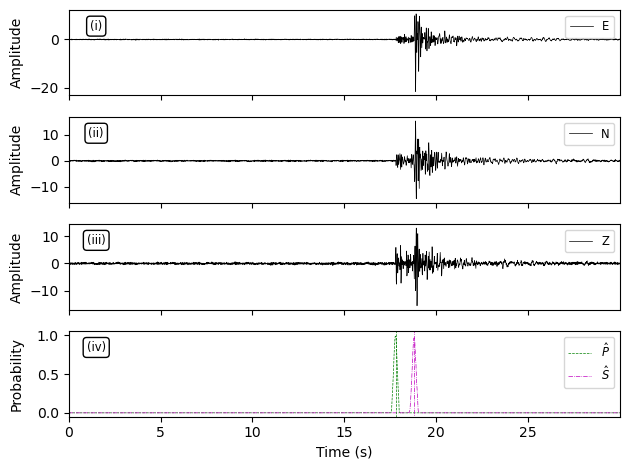 (i)
E
Amplitude
0
−20
(ii)
N
Amplitude
10
0
−10
(iii)
Z
Amplitude
10
0
−10
(iv)
P̂
Ŝ
Probability
1.0
0.5
0.0
0 5 10 15 20 25
Time (s)